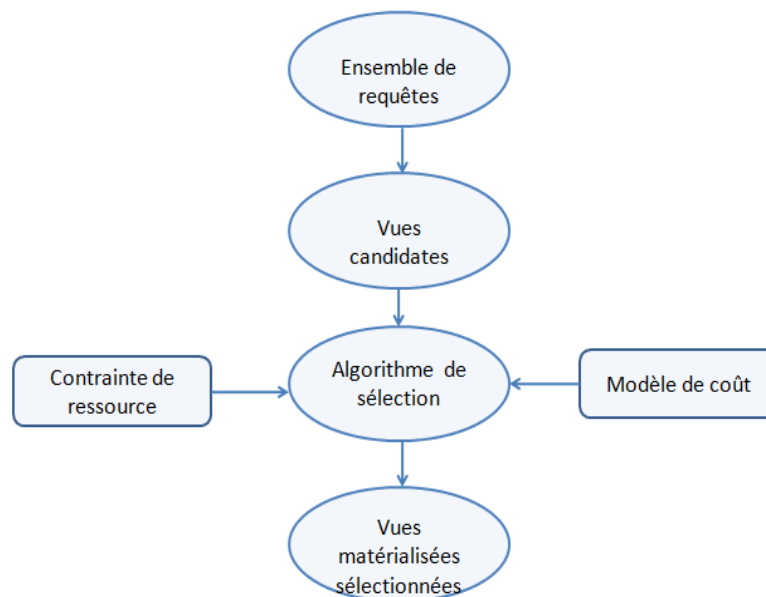 Ensemble de
requêtes
Vues
candidates
Algorithme de
sélection
Contrainte de
ressource
Modèle de coût
Vues
matérialisées
sélectionnées